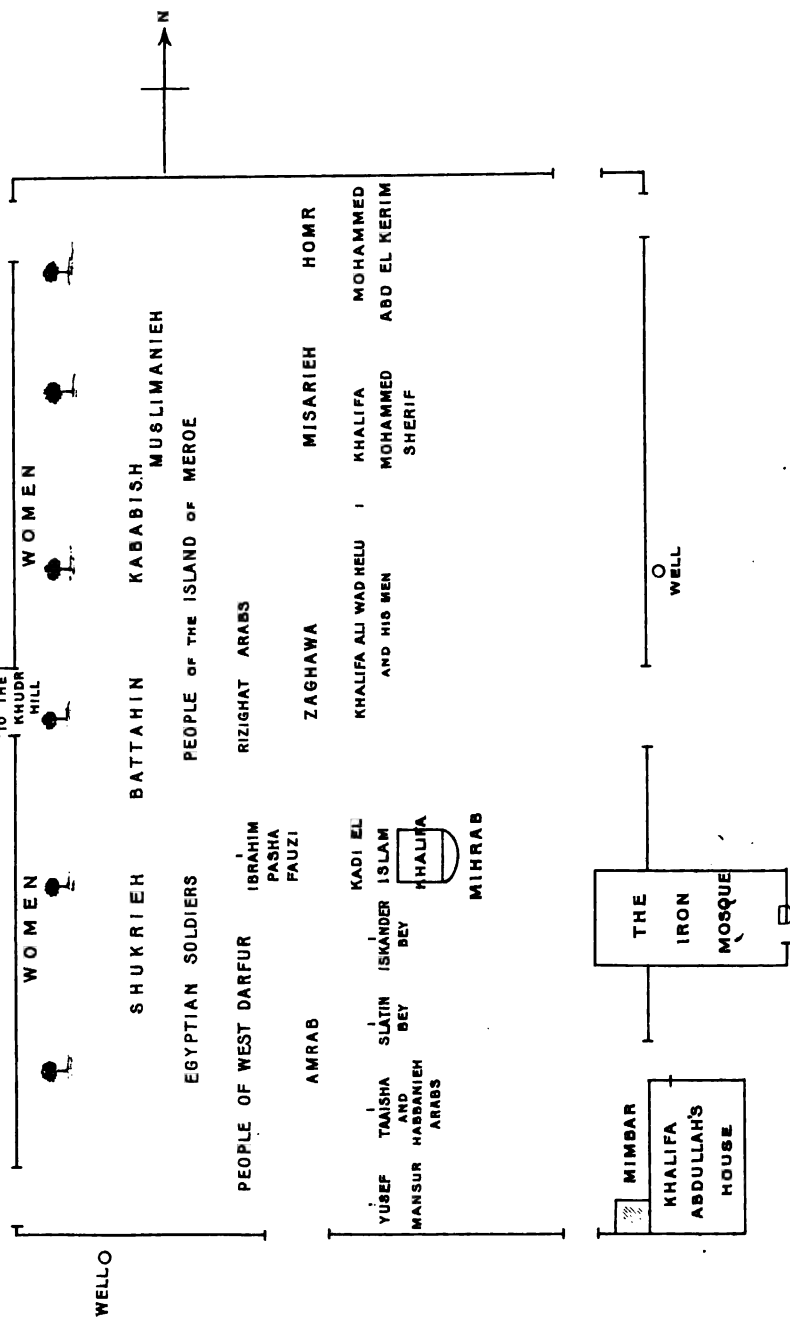 TO THE
KHUDR
HILL
WOMEN
WOMEN
WELL
SHUKRIEH
BATTAHIN
KABABISH
MUSLIMANIEH
EGYPTIAN SOLDIERS
PEOPLE OF THE ISLAND OF MEROE
PEOPLE OF WEST DARFUR
IBRAHIM
PASHA
FAUZI
RIZIGHAT ARABS
AMRAB
ZAGHAWA
MISARIEH
HOMR
YUSEF
MANSUR
TAAISHA
AND
HABBANIEH
ARABS
SLATIN
BEY
ISKANDER
BEY
KADI EL
ISLAM
KHALIFA
MIHRAB
KHALIFA ALI WAD HELU
AND HIS MEN
KHALIFA
MOHAMMED
SHERIF
MOHAMMED
ABD EL KERIM
N
MIMBAR
KHALIFA
ABDULLAH'S
HOUSE
THE
IRON
MOSQUE
WELL